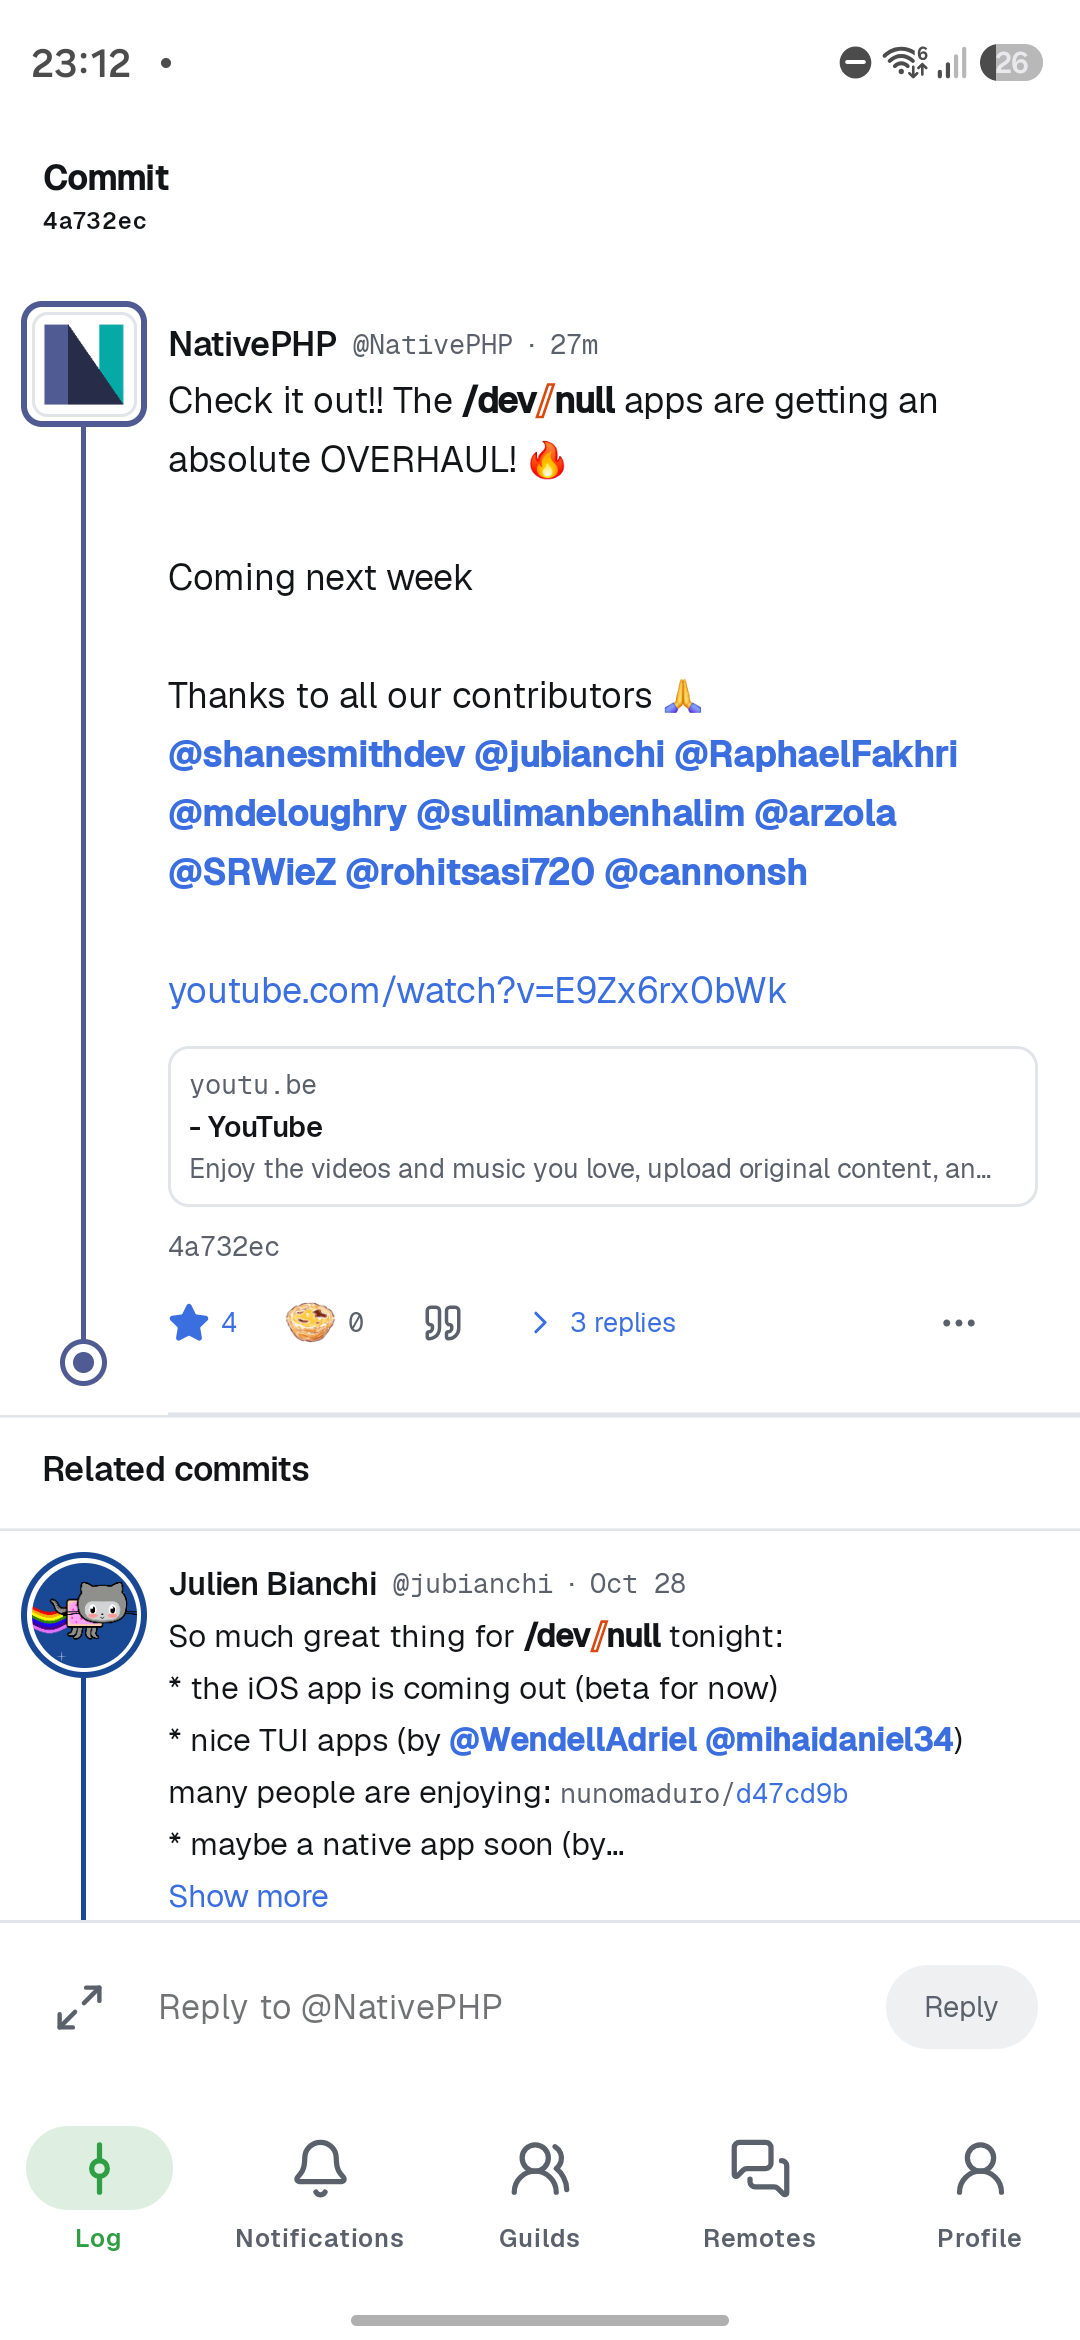 23:12 •
6
26
Commit
4a732ec
NativePHP @NativePHP · 27m
Check it out!! The /dev//null apps are getting an
absolute OVERHAUL! 🔥
Coming next week
Thanks to all our contributors 🙏
@shanesmithdev @jubianchi @RaphaelFakhri
@mdeloughry @sulimanbenhalim @arzola
@SRWieZ @rohitsasi720 @cannonsh
youtube.com/watch?v=E9Zx6rx0bWk
youtu.be
- YouTube
Enjoy the videos and music you love, upload original content, an...
4a732ec
4 0 3 replies
Related commits
Julien Bianchi @jubianchi · Oct 28
So much great thing for /dev//null tonight:
* the iOS app is coming out (beta for now)
* nice TUI apps (by @WendellAdriel @mihaidaniel34)
many people are enjoying: nunomaduro/d47cd9b
* maybe a native app soon (by...
Show more
Reply to @NativePHP
Reply
Log
Notifications
Guilds
Remotes
Profile